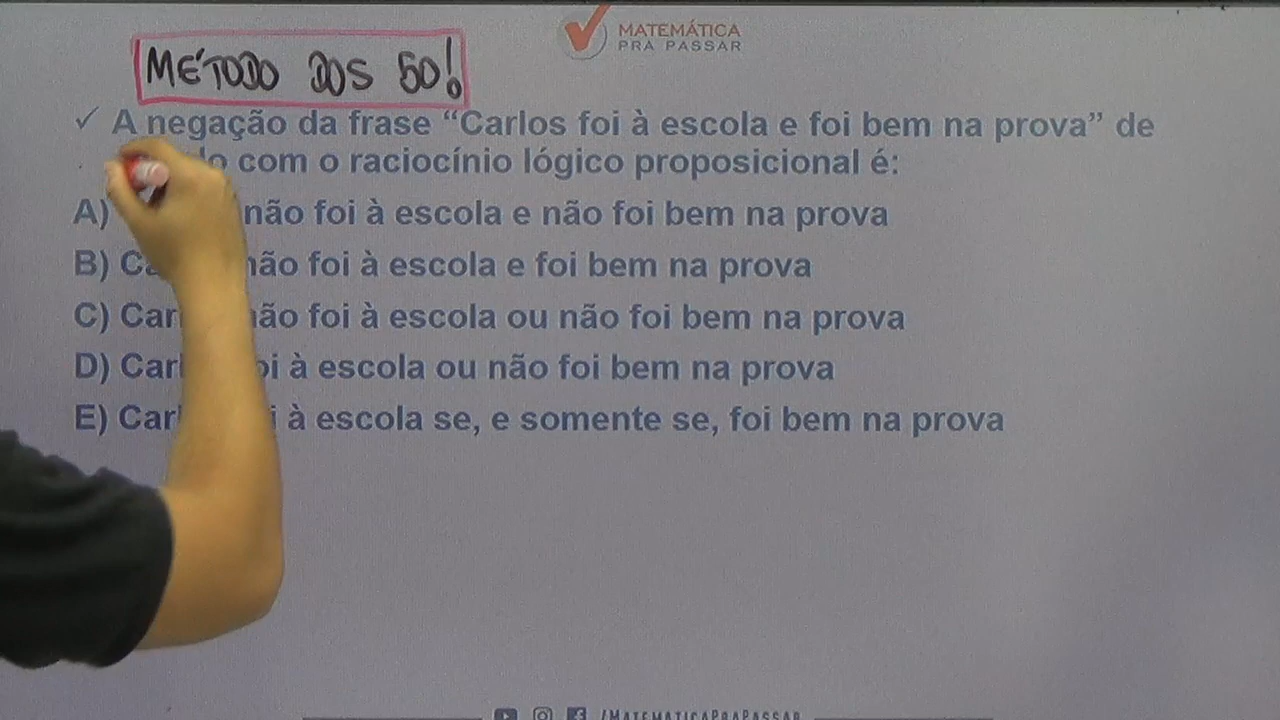 MATEMÁTICA
PRA PASSAR
MÉTODO DOS 50!
✓ A negação da frase “Carlos foi à escola e foi bem na prova” de
com o raciocínio lógico proposicional é:
A) não foi à escola e não foi bem na prova
B) não foi à escola e foi bem na prova
C) não foi à escola ou não foi bem na prova
D) à escola ou não foi bem na prova
E) à escola se, e somente se, foi bem na prova
/MATEMATICAPRAPASSAR